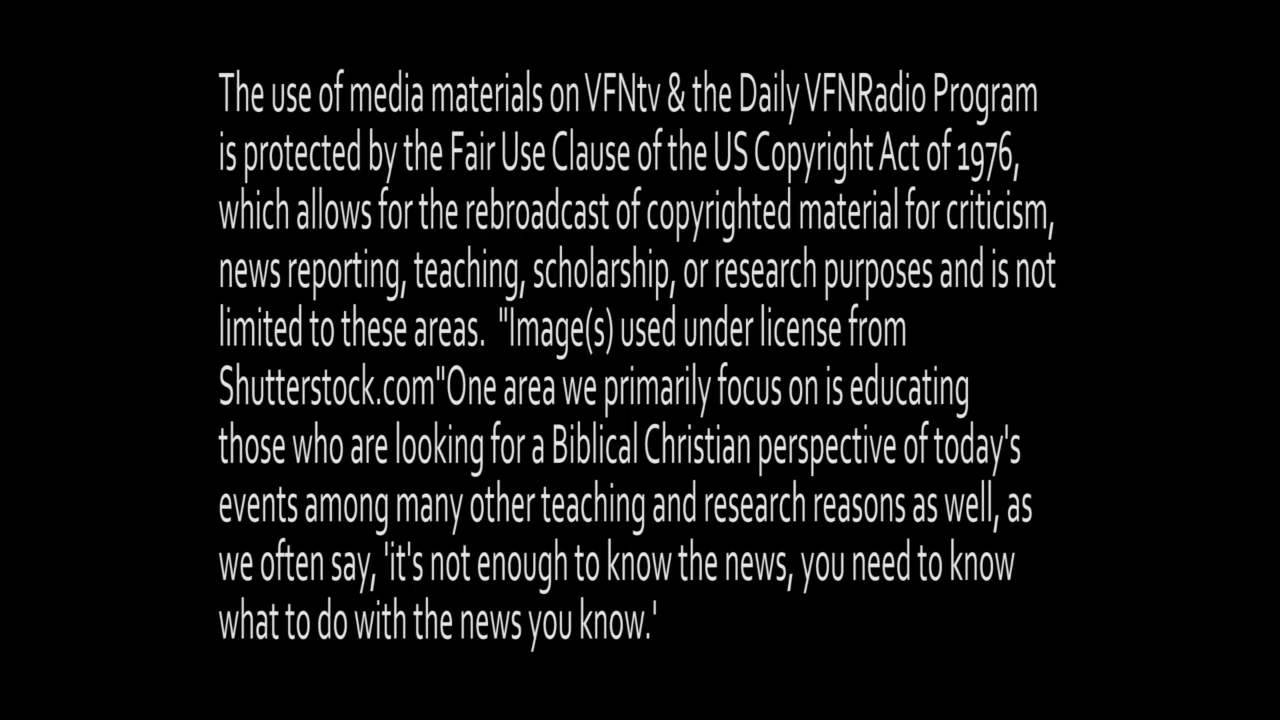 The use of media materials on VFNtv & the Daily VFNRadio Program
is protected by the Fair Use Clause of the US Copyright Act of 1976,
which allows for the rebroadcast of copyrighted material for criticism,
news reporting, teaching, scholarship, or research purposes and is not
limited to these areas. "Image(s) used under license from
Shutterstock.com"One area we primarily focus on is educating
those who are looking for a Biblical Christian perspective of today's
events among many other teaching and research reasons as well, as
we often say, 'it's not enough to know the news, you need to know
what to do with the news you know.'